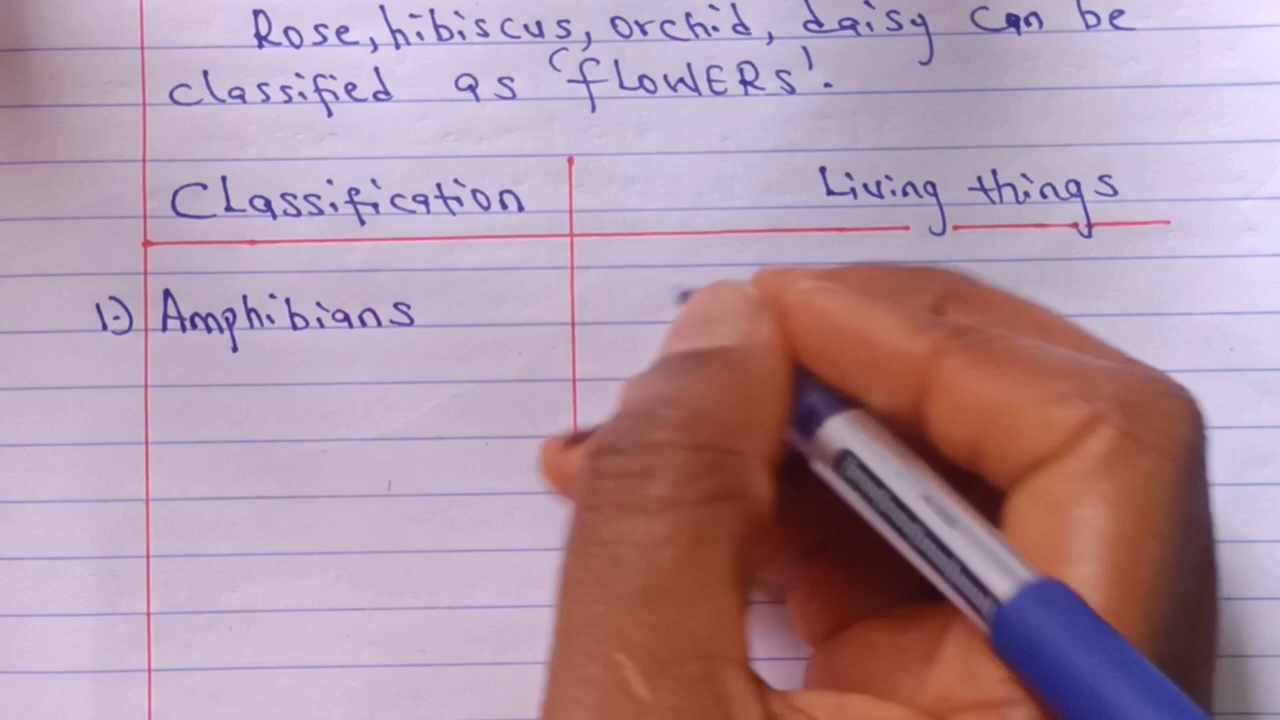 Rose, hibiscus, orchid, daisy can be
classified as 'fLOWERs'.
Classification
Living things
1.) Amphibians